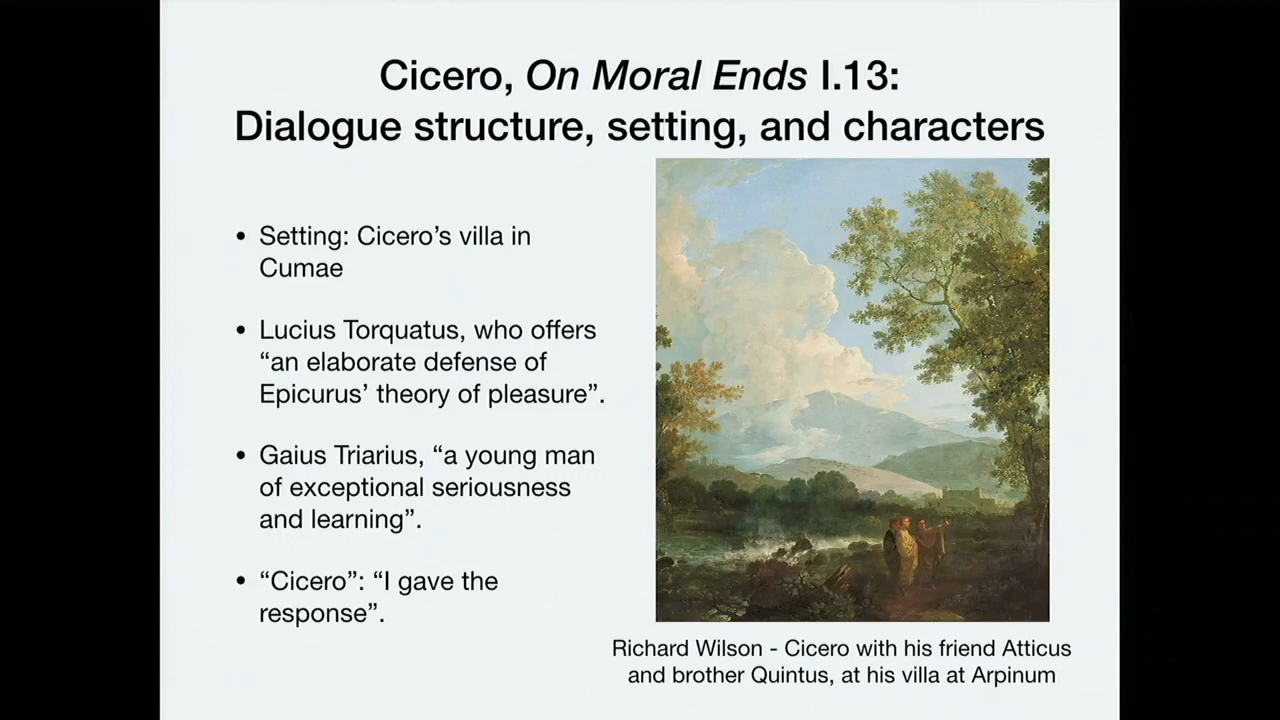 Cicero, On Moral Ends I.13:
Dialogue structure, setting, and characters
• Setting: Cicero’s villa in
Cumae
• Lucius Torquatus, who offers
“an elaborate defense of
Epicurus’ theory of pleasure”.
• Gaius Triarius, “a young man
of exceptional seriousness
and learning”.
• “Cicero”: “I gave the
response”.
Richard Wilson - Cicero with his friend Atticus
and brother Quintus, at his villa at Arpinum